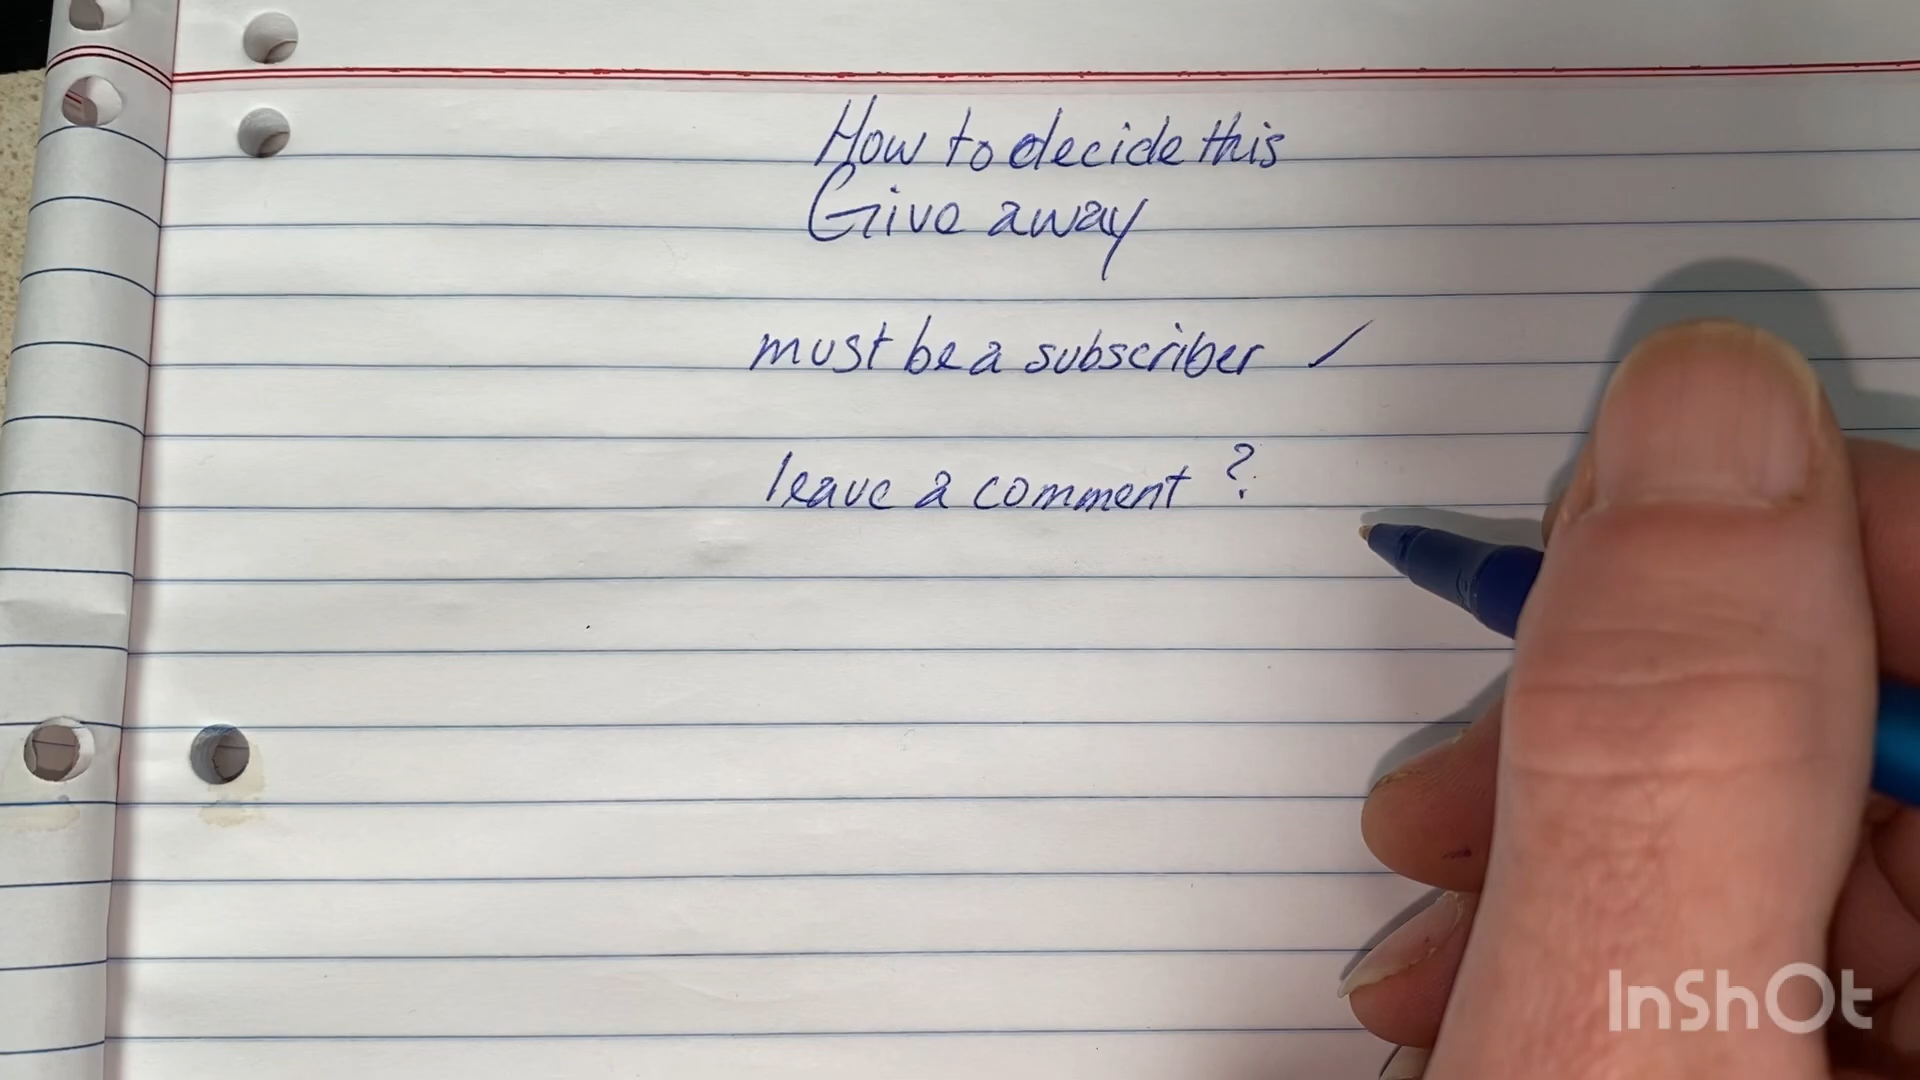 How to decide this
Give away
must be a subscriber ✓
leave a comment ?
InShOt